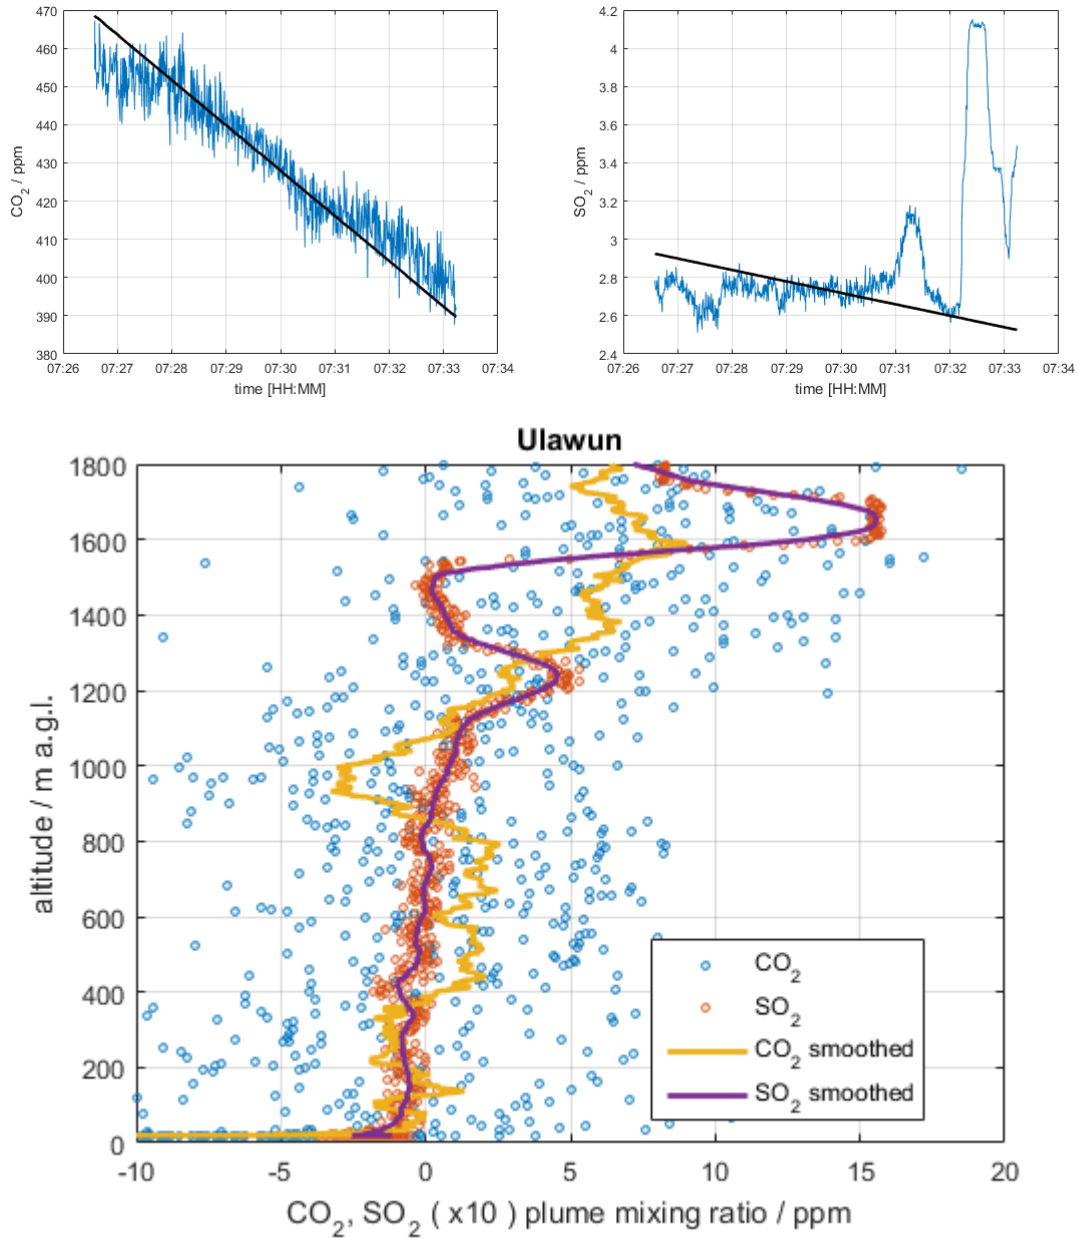 470
460
450
440
430
420
410
400
390
380
CO2 / ppm
07:26 07:27 07:28 07:29 07:30 07:31 07:32 07:33 07:34
time [HH:MM]
4.2
4
3.8
3.6
3.4
3.2
3
2.8
2.6
2.4
SO2 / ppm
07:26 07:27 07:28 07:29 07:30 07:31 07:32 07:33 07:34
time [HH:MM]
Ulawun
1800
1600
1400
1200
1000
800
600
400
200
0
altitude / m a.g.l.
CO2
SO2
CO2 smoothed
SO2 smoothed
-10 -5 0 5 10 15 20
CO2, SO2 ( x10 ) plume mixing ratio / ppm